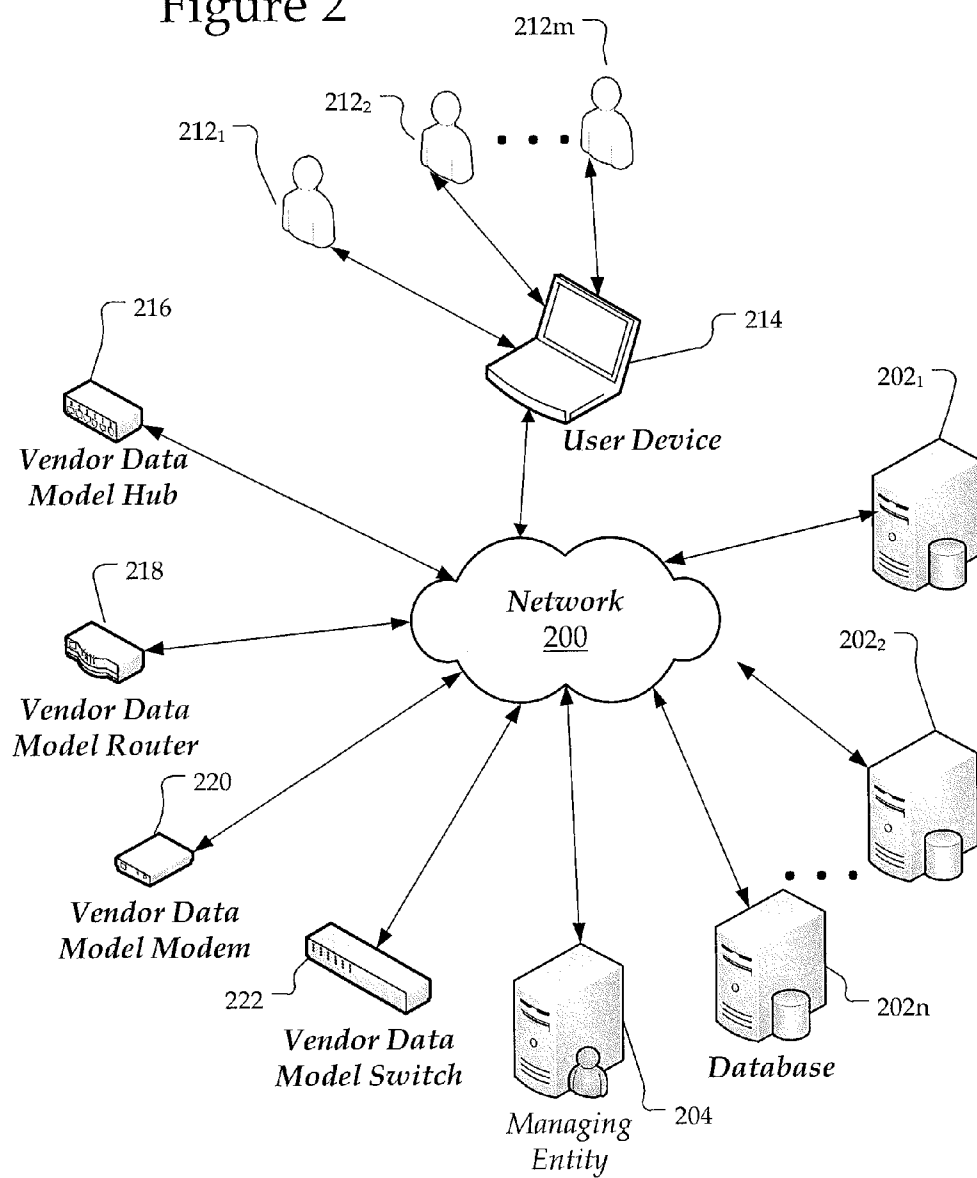 Figure 2
212m
212₂
212₁
216
214
202₁
Vendor Data
Model Hub
User Device
218
Network
200
202₂
Vendor Data
Model Router
220
Vendor Data
Model Modem
222
Vendor Data
Model Switch
202n
Database
204
Managing
Entity